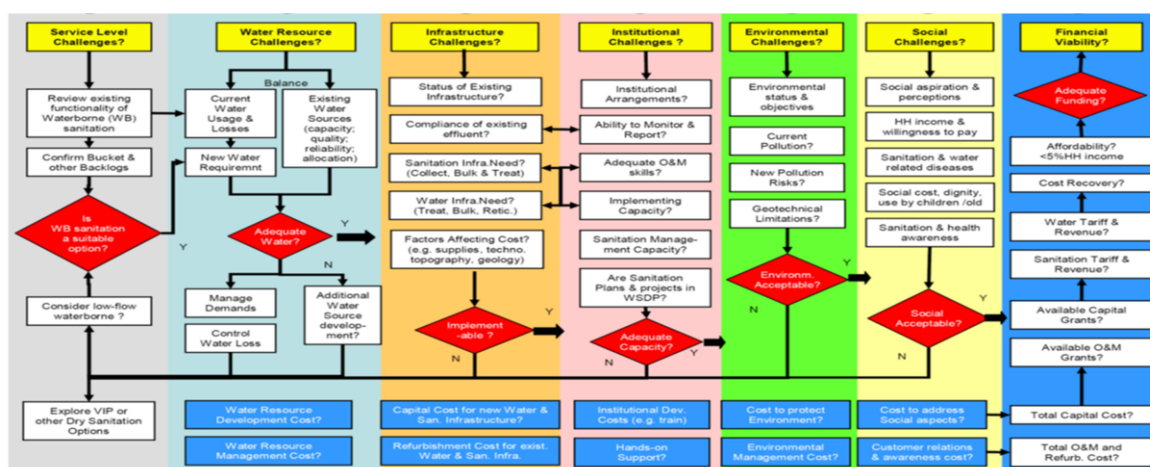 Service Level
Challenges?
Review existing
functionality of
Waterborne (WB)
sanitation
Confirm Bucket &
other Backlogs
Is
WB sanitation
a suitable
option?
Y
Consider low-flow
waterborne ?
Explore VIP or
other Dry Sanitation
Options
Water Resource
Challenges?
Balance
Current
Water
Usage &
Losses
Existing
Water
Sources
(capacity;
quality;
reliability;
allocation)
New Water
Requiremnt
Adequate
Water?
Y
N
Manage
Demands
Control
Water Loss
Additional
Water
Source
develop-
ment?
Water Resource
Development Cost?
Water Resource
Management Cost?
Infrastructure
Challenges?
Status of Existing
Infrastructure?
Compliance of existing
effluent?
Sanitation Infra.Need?
(Collect, Bulk & Treat)
Water Infra.Need?
(Treat, Bulk, Retic.)
Factors Affecting Cost?
(e.g. supplies, techno.
topography, geology)
Implement
-able ?
Y
N
Capital Cost for new Water &
San. Infrastructure?
Refurbishment Cost for exist.
Water & San. Infra.
Institutional
Challenges ?
Institutional
Arrangements?
Ability to Monitor &
Report?
Adequate O&M
skills?
Implementing
Capacity?
Sanitation Manage-
ment Capacity?
Are Sanitation
Plans & projects in
WSDP?
Adequate
Capacity?
Y
N
Institutional Dev.
Costs (e.g. train)
Hands-on
Support?
Environmental
Challenges?
Environmental
status &
objectives
Current
Pollution?
New Pollution
Risks?
Geotechnical
Limitations?
Environm.
Acceptable?
Y
N
Cost to protect
Environment?
Environmental
Management Cost?
Social
Challenges?
Social aspiration &
perceptions
HH income &
willingness to pay
Sanitation & water
related diseases
Social cost, dignity,
use by children /old
Sanitation & health
awareness
Social
Acceptable?
Y
N
Cost to address
Social aspects?
Customer relations
& awareness cost?
Financial
Viability?
Adequate
Funding?
Affordability?
<5%HH income
Cost Recovery?
Water Tariff &
Revenue?
Sanitation Tariff &
Revenue?
Available Capital
Grants?
Available O&M
Grants?
Total Capital Cost?
Total O&M and
Refurb. Cost?